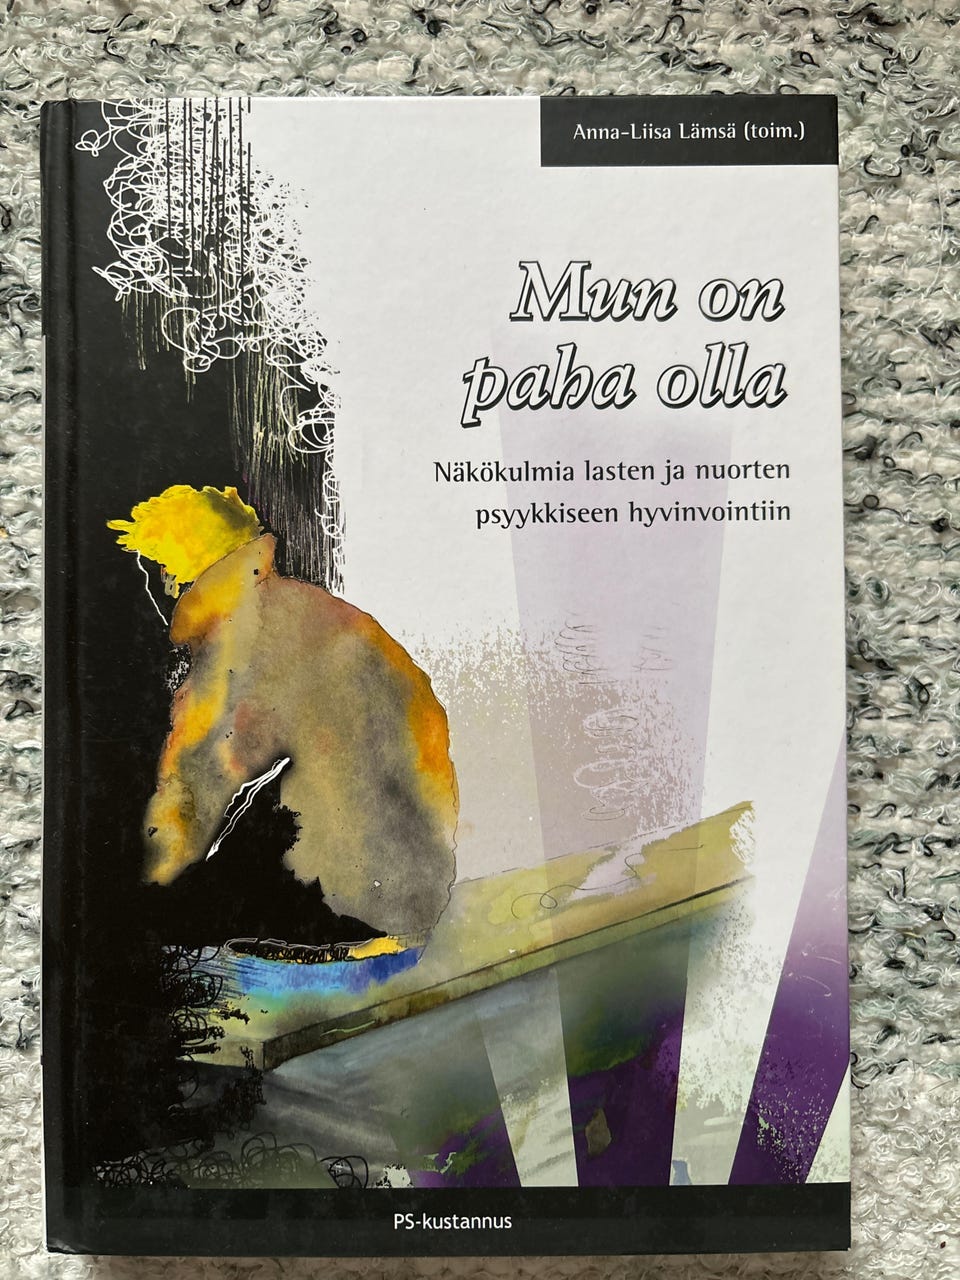 Anna-Liisa Lämsä (toim.)
Mun on
paha olla
Näkökulmia lasten ja nuorten
psyykkiseen hyvinvointiin
PS-kustannus